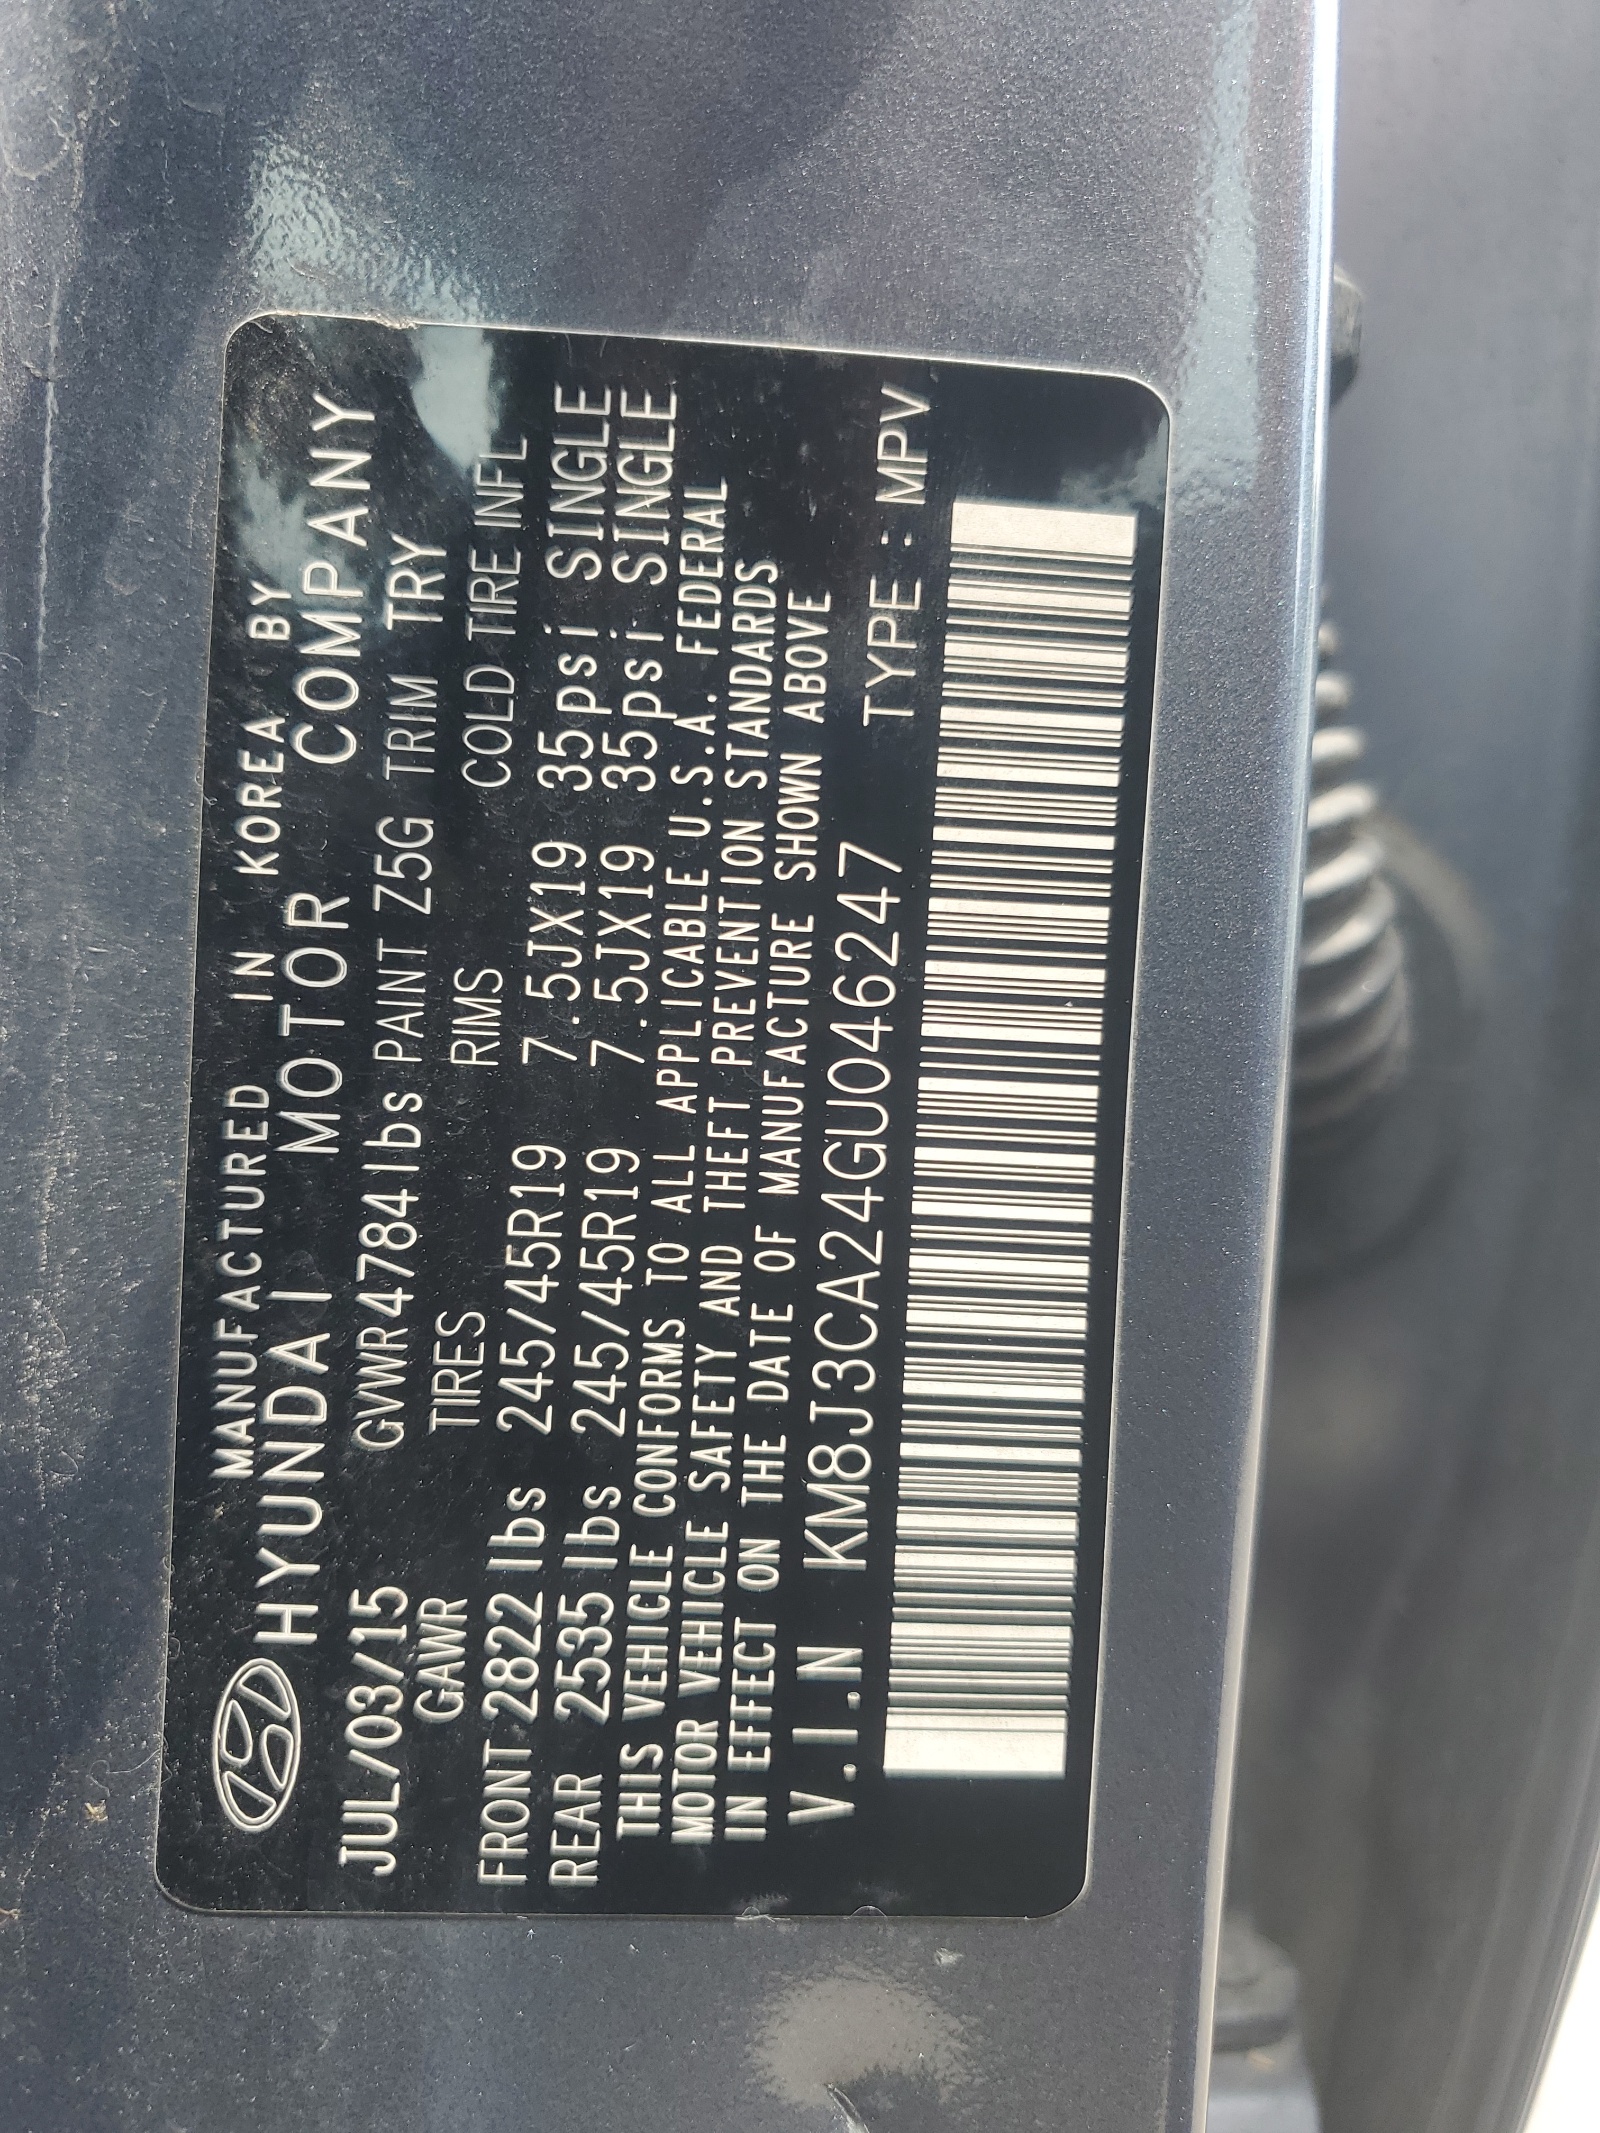 MANUFACTURED IN KOREA BY
HYUNDAI MOTOR COMPANY
JUL/03/15 GVWR4784lbs PAINT Z5G TRIM TRY
GAWR TIRES RIMS COLD TIRE INFL
FRONT 2822 lbs 245/45R19 7.5JX19 35psi SINGLE
REAR 2535 lbs 245/45R19 7.5JX19 35psi SINGLE
THIS VEHICLE CONFORMS TO ALL APPLICABLE U.S.A. FEDERAL
MOTOR VEHICLE SAFETY AND THEFT PREVENTION STANDARDS
IN EFFECT ON THE DATE OF MANUFACTURE SHOWN ABOVE
V.I.N KM8J3CA24GU046247 TYPE : MPV